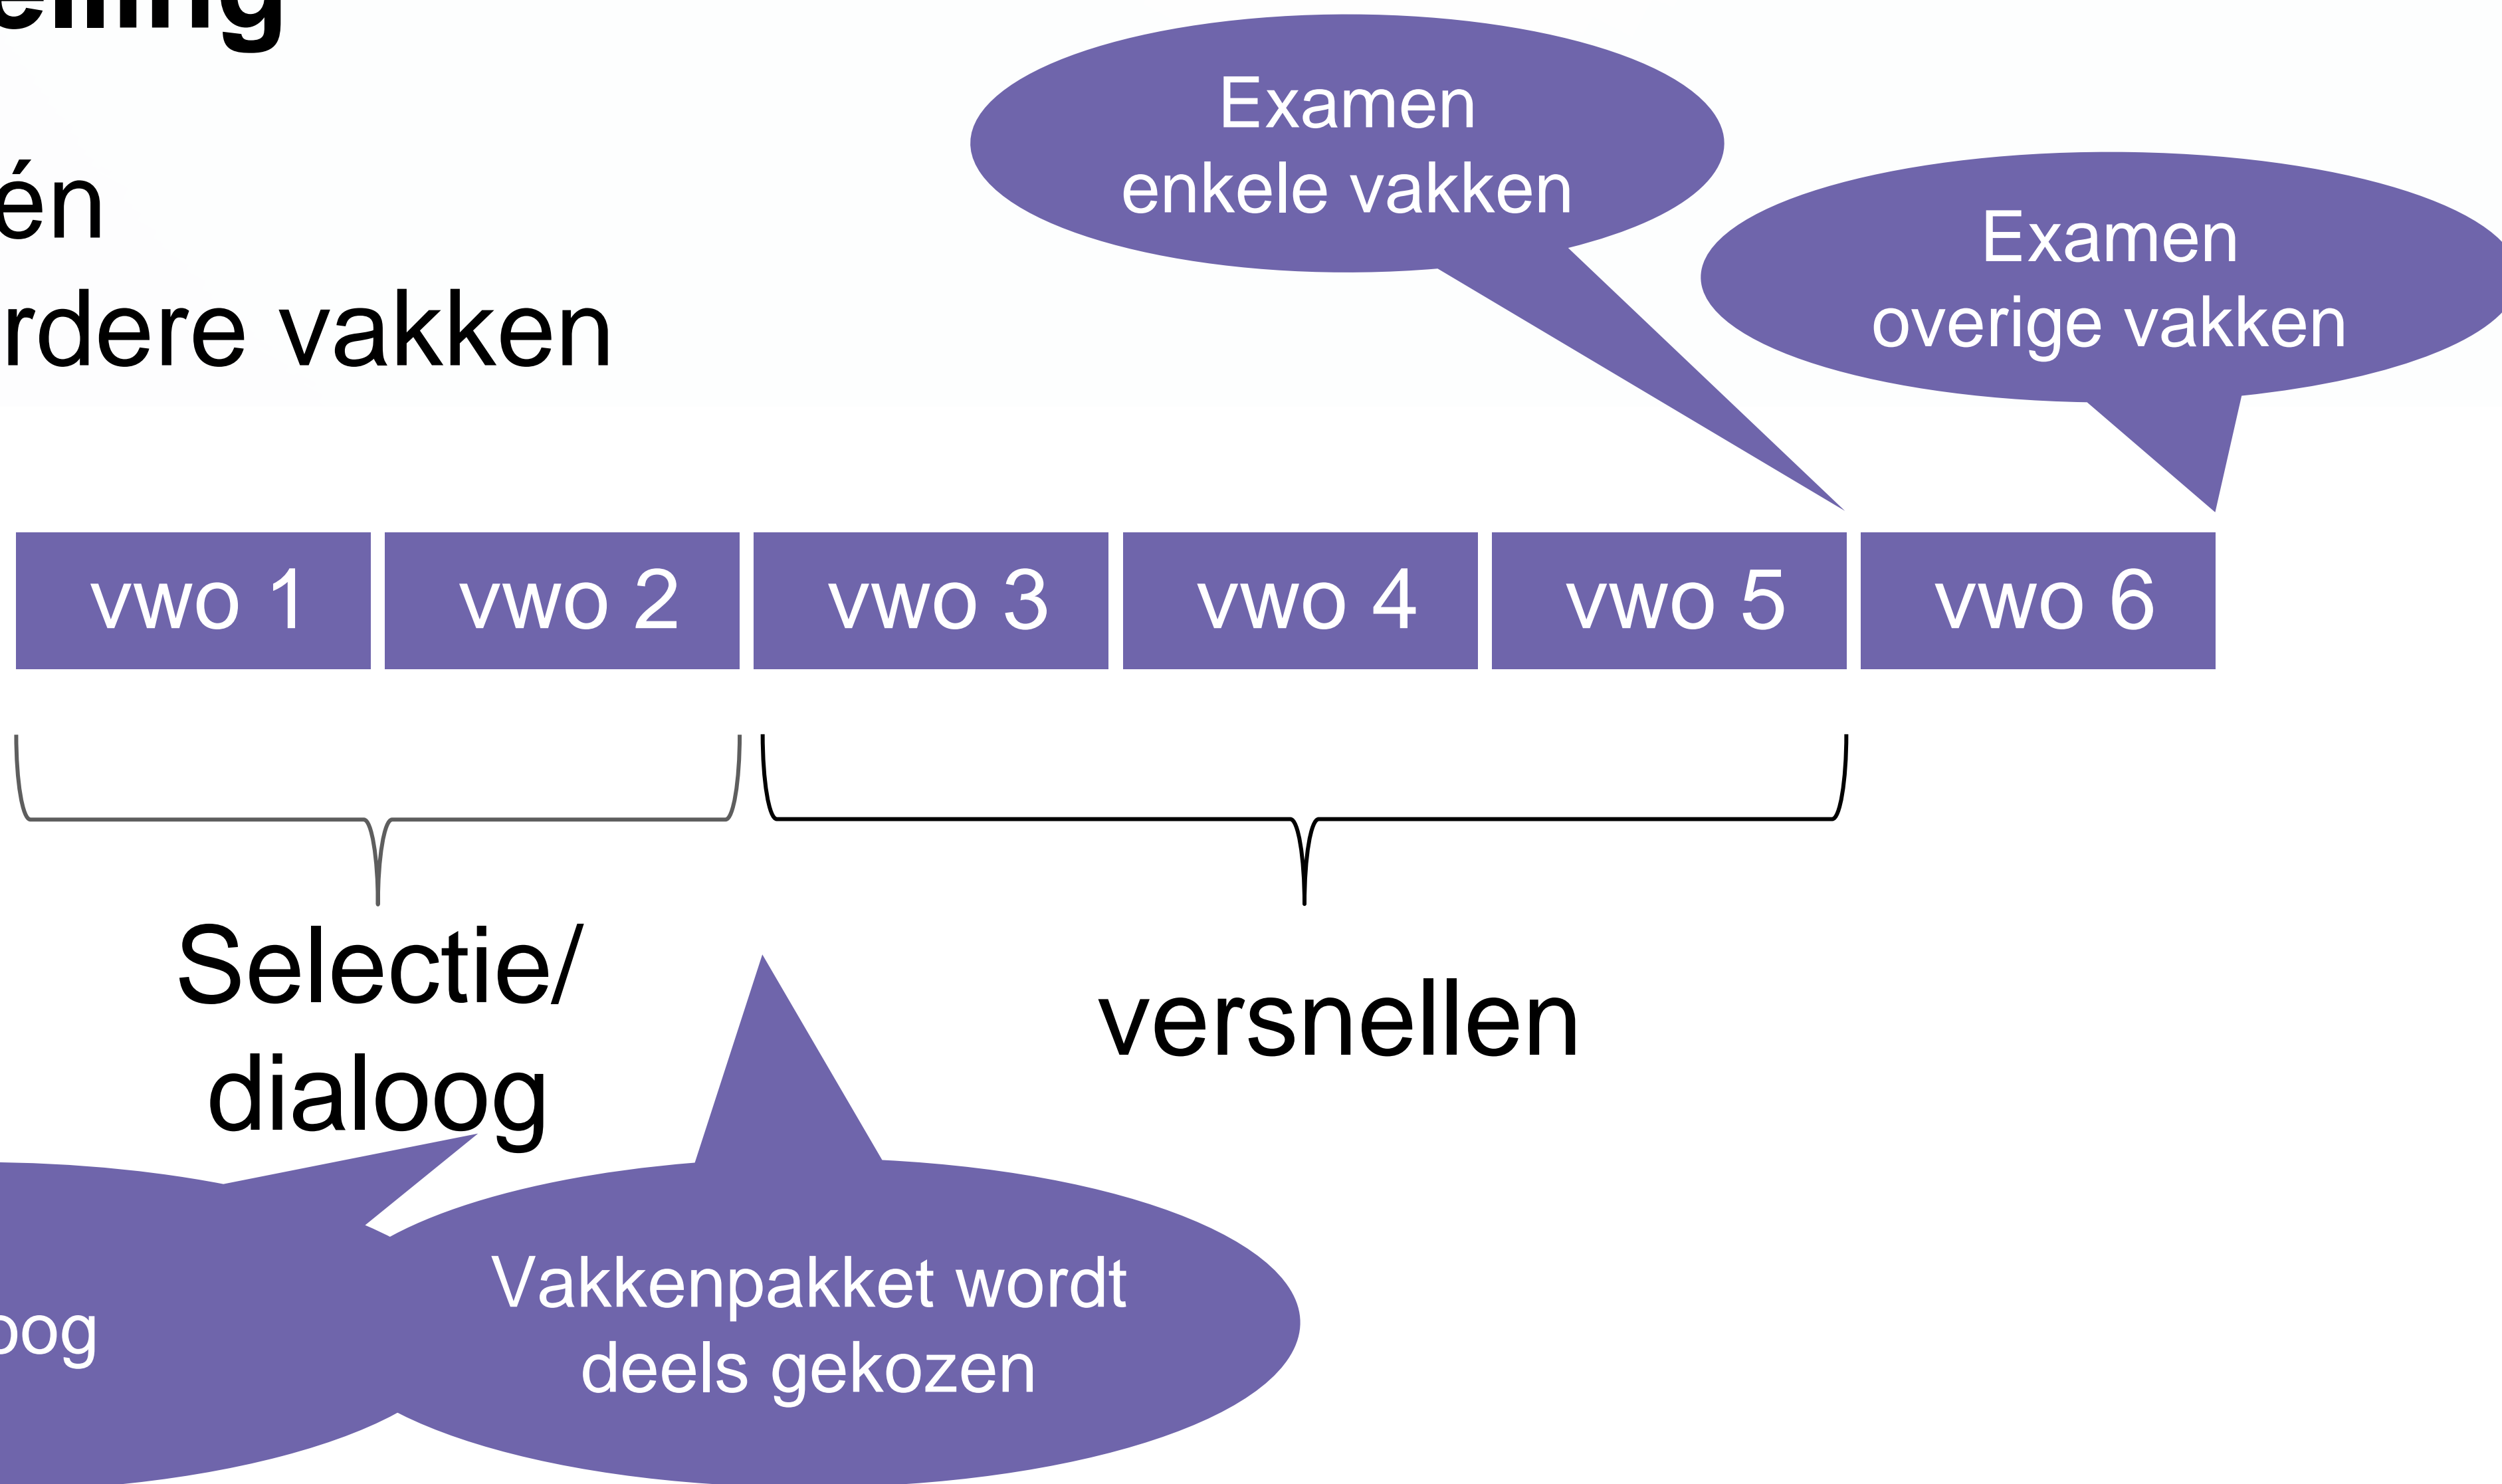 én
rdere vakken
Examen
enkele vakken
Examen
overige vakken
vwo 1
vwo 2
vwo 3
vwo 4
vwo 5
vwo 6
Selectie/
dialoog
versnellen
Vakkenpakket wordt
deels gekozen
oog